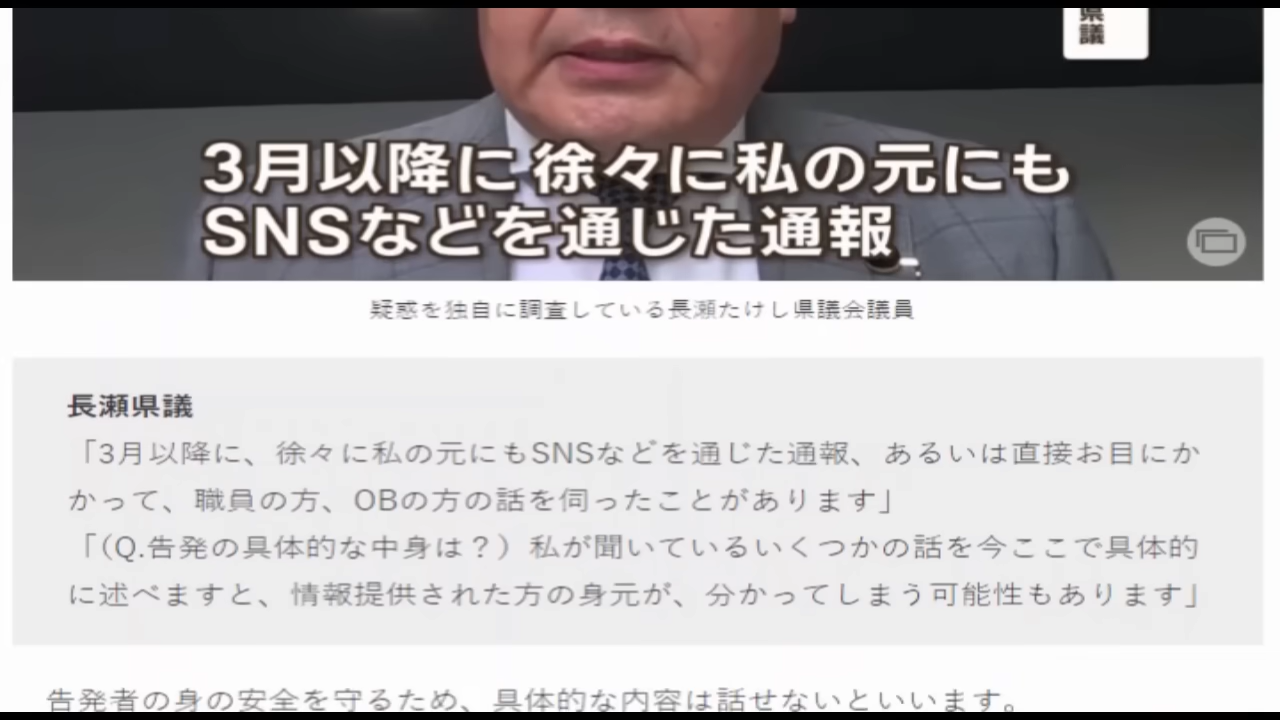 県議
3月以降に 徐々に私の元にも
SNSなどを通じた通報
疑惑を独自に調査している長瀬たけし県議会議員
長瀬県議
「3月以降に、徐々に私の元にもSNSなどを通じた通報、あるいは直接お目にか
かって、職員の方、OBの方の話を伺ったことがあります」
「（Q.告発の具体的な中身は？）私が聞いているいくつかの話を今ここで具体的
に述べますと、情報提供された方の身元が、分かってしまう可能性もあります」
告発者の身の安全を守るため、具体的な内容は話せないといいます。